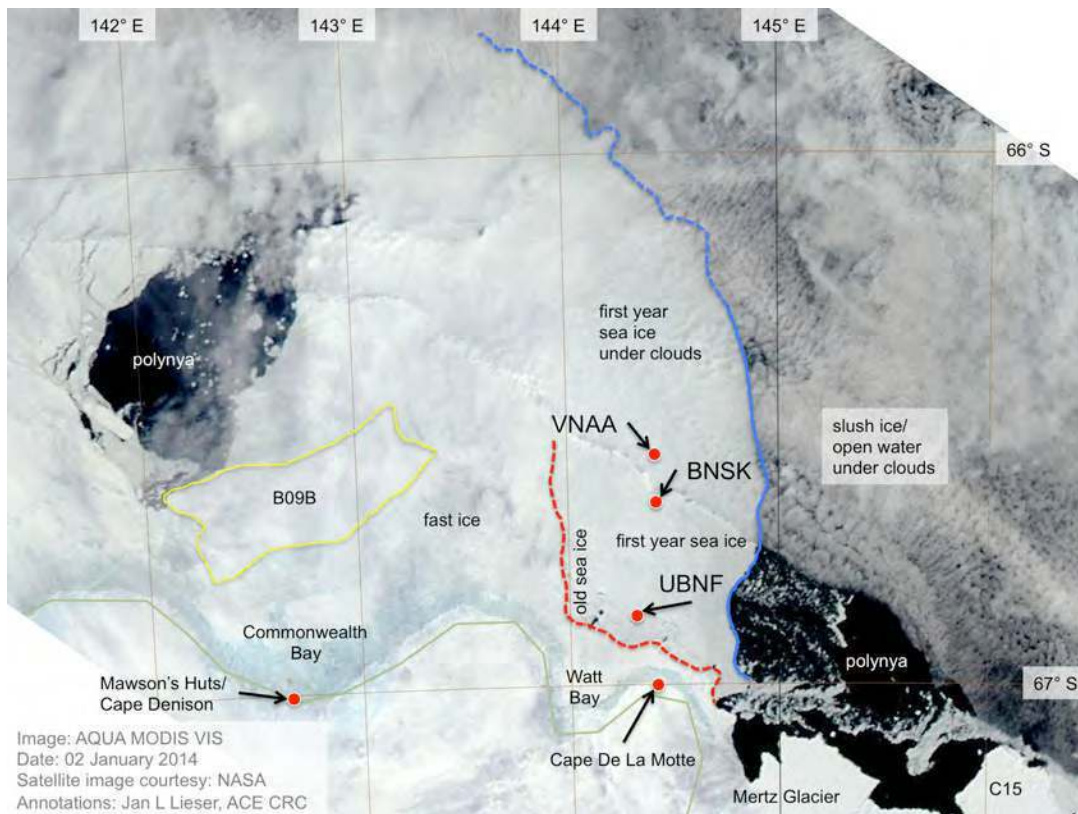 142° E
143° E
144° E
145° E
66° S
first year
sea ice
under clouds
polynya
VNAA
BNSK
slush ice/
open water
under clouds
B09B
fast ice
old sea ice
first year sea ice
UBNF
Commonwealth
Bay
Mawson's Huts/
Cape Denison
Watt
Bay
polynya
67° S
Cape De La Motte
Mertz Glacier
C15
Image: AQUA MODIS VIS
Date: 02 January 2014
Satellite image courtesy: NASA
Annotations: Jan L Lieser, ACE CRC